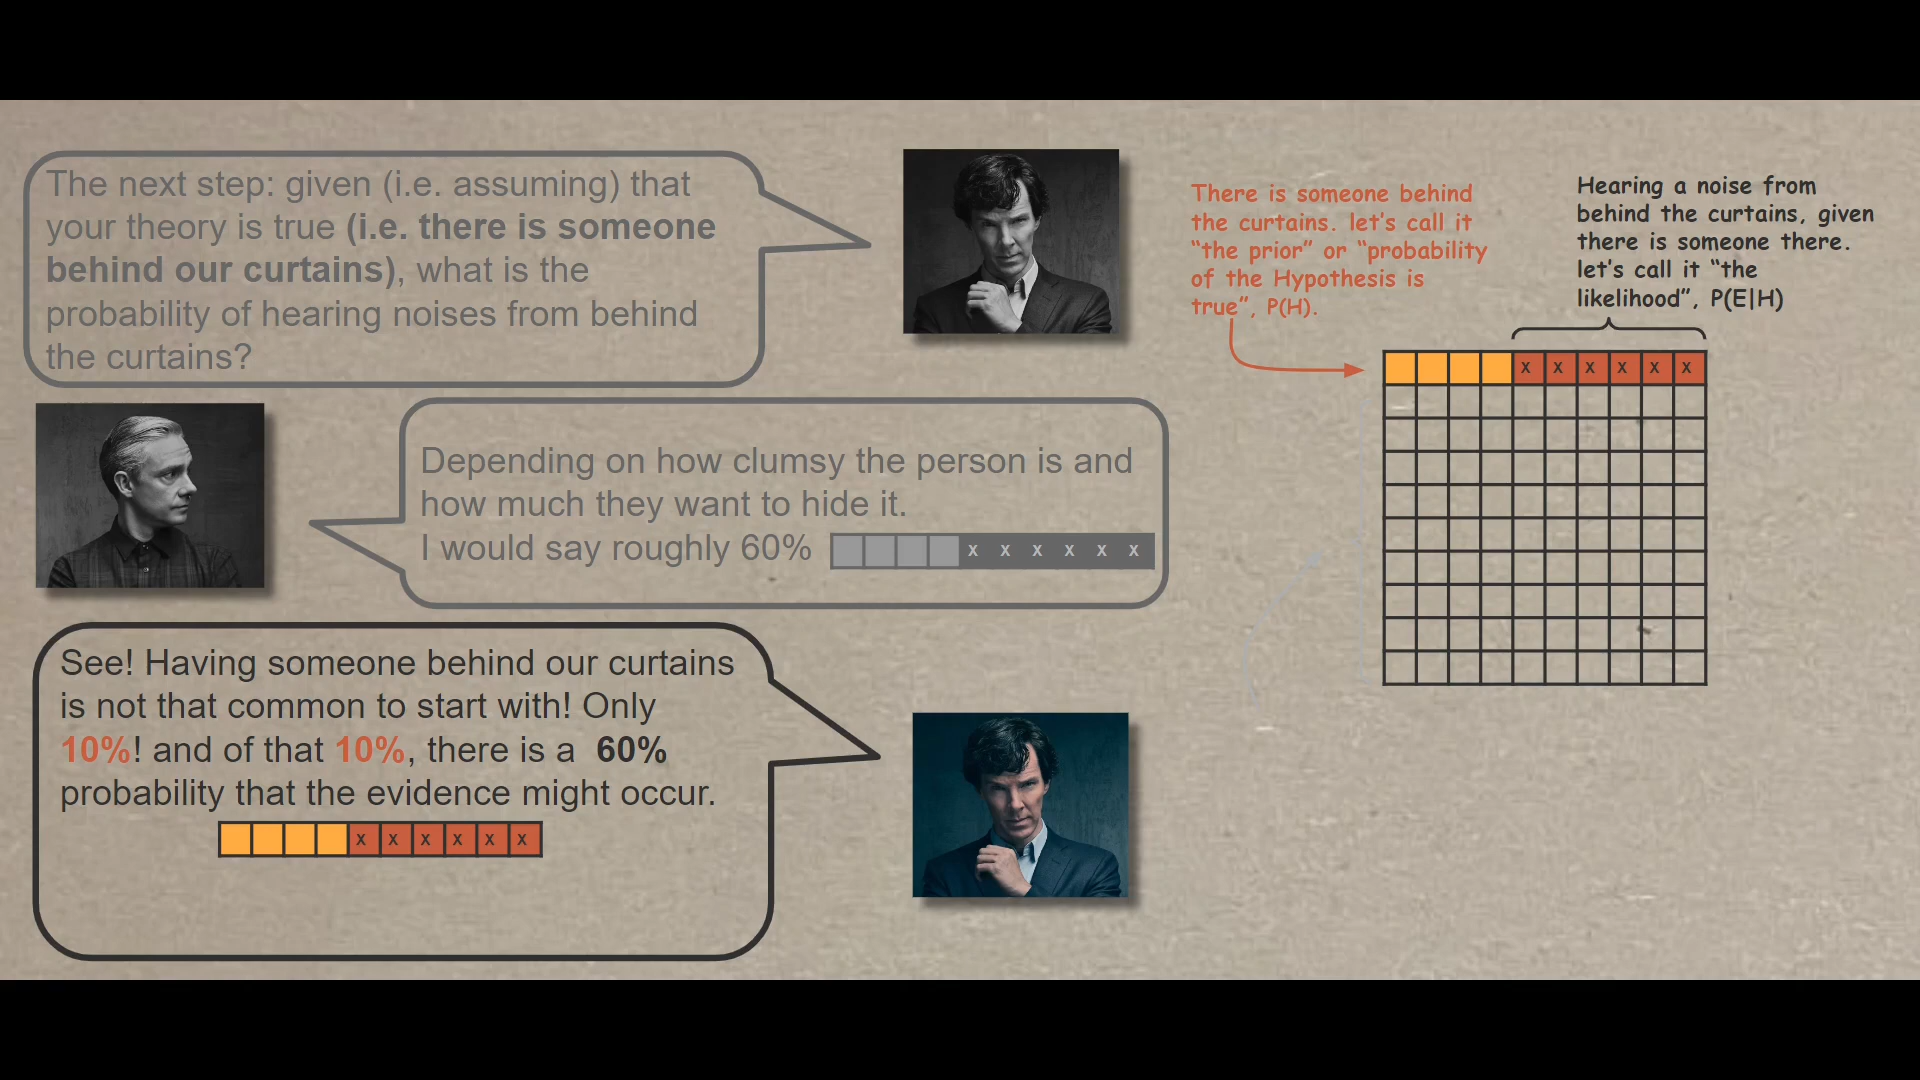 The next step: given (i.e. assuming) that
your theory is true (i.e. there is someone
behind our curtains), what is the
probability of hearing noises from behind
the curtains?
There is someone behind
the curtains. let's call it
“the prior” or “probability
of the Hypothesis is
true”, P(H).
Hearing a noise from
behind the curtains, given
there is someone there.
let's call it “the
likelihood”, P(E|H)
x x x x x x
Depending on how clumsy the person is and
how much they want to hide it.
I would say roughly 60% x x x x x x
See! Having someone behind our curtains
is not that common to start with! Only
10%! and of that 10%, there is a 60%
probability that the evidence might occur.
x x x x x x